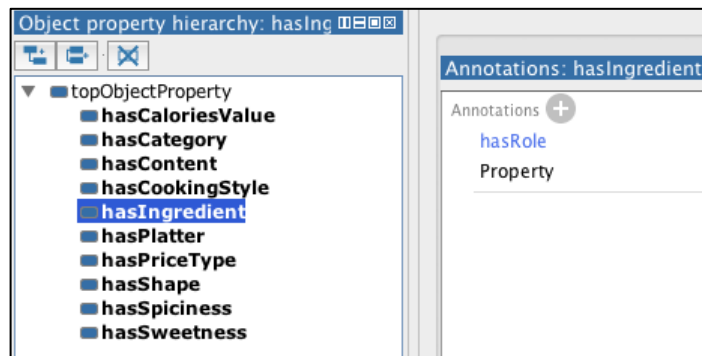 Object property hierarchy: hasIng
topObjectProperty
hasCaloriesValue
hasCategory
hasContent
hasCookingStyle
hasIngredient
hasPlatter
hasPriceType
hasShape
hasSpiciness
hasSweetness
Annotations: hasIngredient
Annotations
hasRole
Property